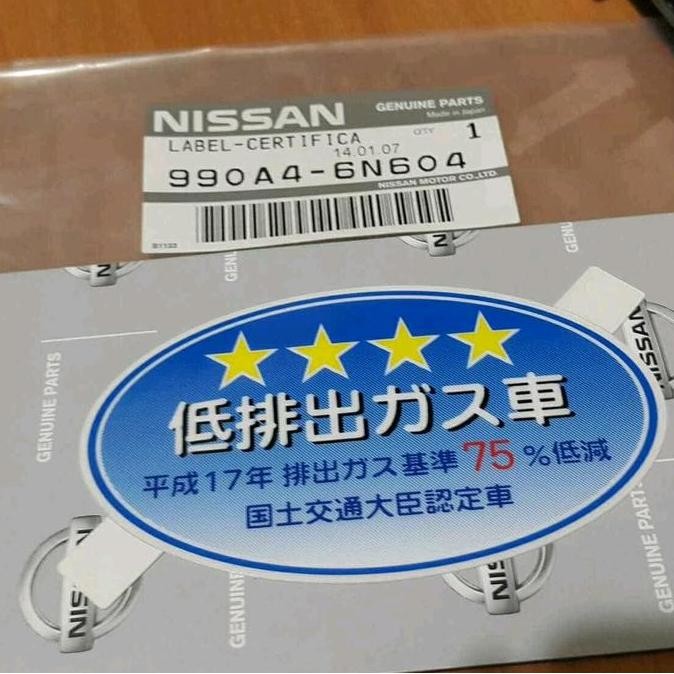 NISSAN GENUINE PARTS
Made in Japan
LABEL-CERTIFICA QTY 1
14.01.07
990A4-6N604
NISSAN MOTOR CO.,LTD.
B1133
GENUINE PARTS
低排出ガス車
平成17年 排出ガス基準75%低減
国土交通大臣認定車
NISSAN
GENUINE PARTS